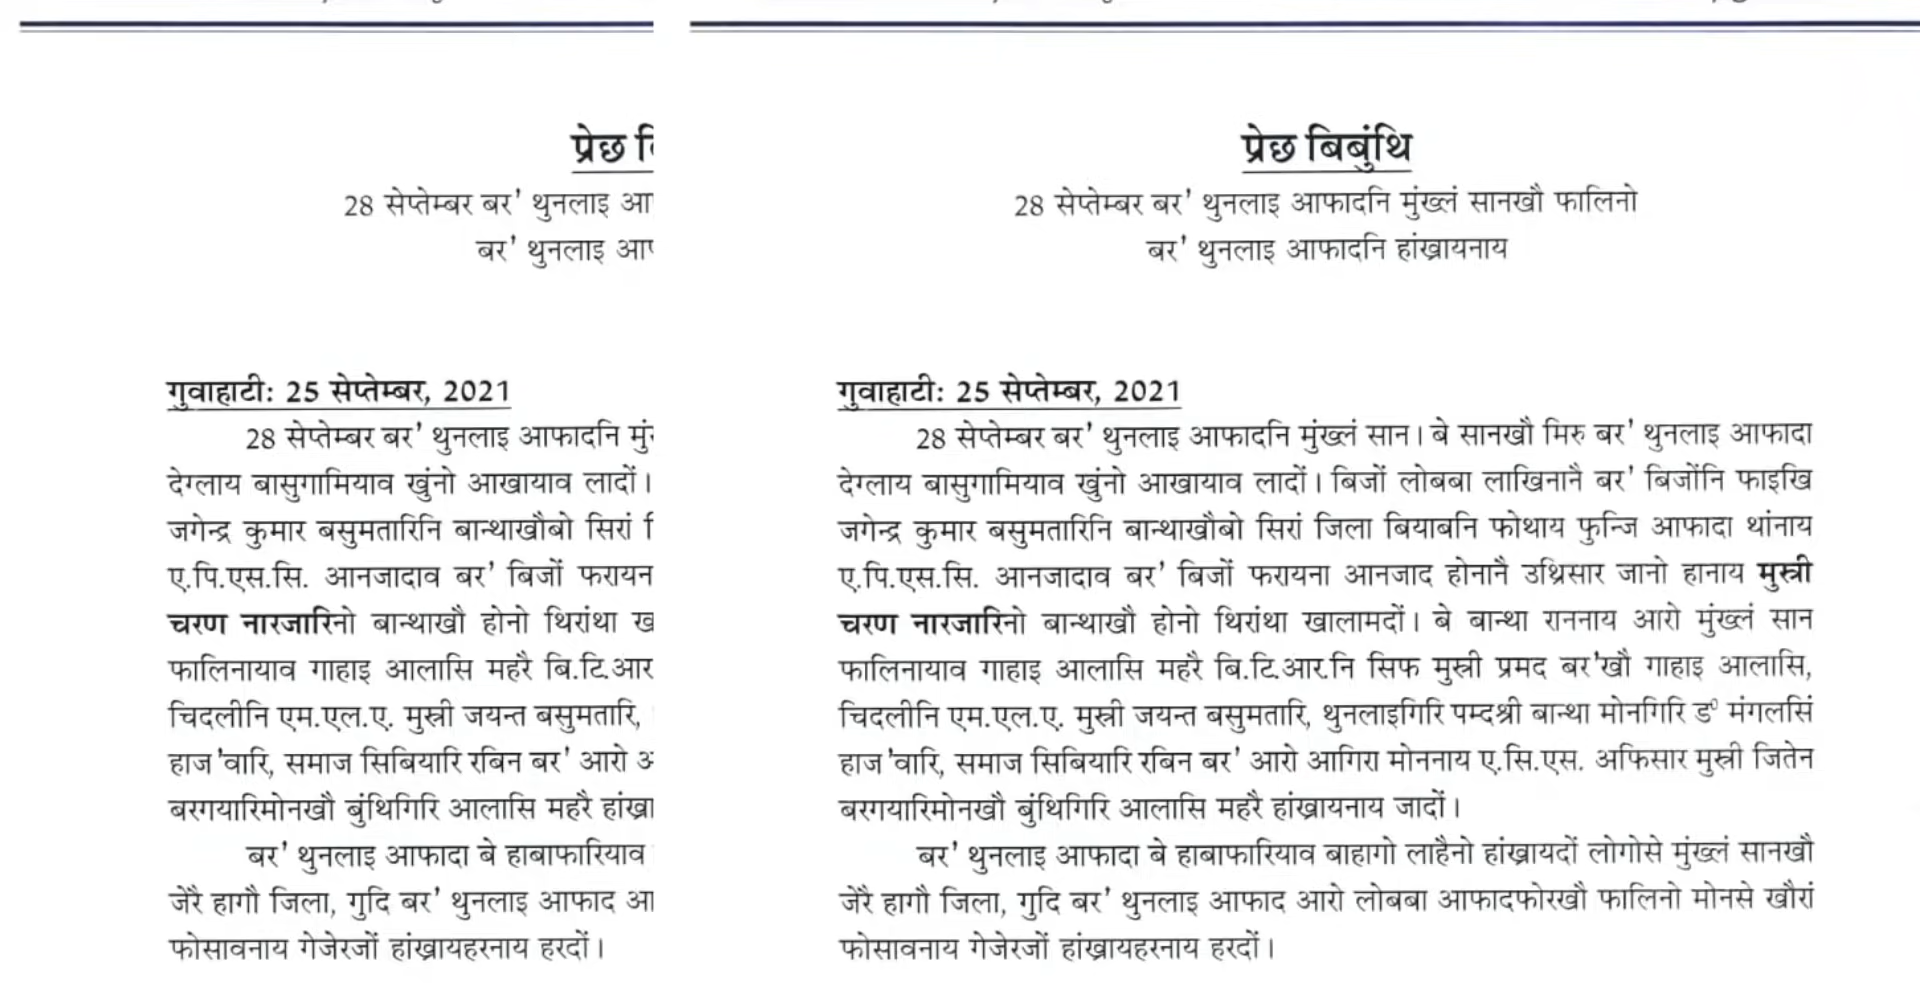 प्रेछ बि
28 सेप्तेम्बर बर' थुनलाइ आ
बर' थुनलाइ आफ
गुवाहाटी: 25 सेप्तेम्बर, 2021
28 सेप्तेम्बर बर' थुनलाइ आफादनि मुं
देग्लाय बासुगामियाव खुंनो आखायाव लादों।
जगेन्द्र कुमार बसुमतारिनि बान्थाखौबो सिरां
ए.पि.एस.सि. आनजादाव बर' बिजों फरायन
चरण नारजारिनो बान्थाखौ होनो थिरांथा ख
फालिनायाव गाहाइ आलासि महरै बि.टि.आर
चिदलीनि एम.एल.ए. मुस्री जयन्त बसुमतारि,
हाज'वारि, समाज सिबियारि रबिन बर' आरो
बरगयारिमोनखौ बुंथिगिरि आलासि महरै हांख्रा
बर' थुनलाइ आफादा बे हाबाफारियाव
जेरै हागौ जिला, गुदि बर' थुनलाइ आफाद आ
फोसावनाय गेजेरजों हांख्रायहरनाय हरदों।
प्रेछ बिबुंथि
28 सेप्तेम्बर बर' थुनलाइ आफादनि मुंख्लं सानखौ फालिनो
बर' थुनलाइ आफादनि हांख्रायनाय
गुवाहाटी: 25 सेप्तेम्बर, 2021
28 सेप्तेम्बर बर' थुनलाइ आफादनि मुंख्लं सान। बे सानखौ मिरु बर' थुनलाइ आफादा
देग्लाय बासुगामियाव खुंनो आखायाव लादों। बिजों लोबबा लाखिनानै बर' बिजोंनि फाइखि
जगेन्द्र कुमार बसुमतारिनि बान्थाखौबो सिरां जिला बियाबनि फोथाय फुन्जि आफादा थांनाय
ए.पि.एस.सि. आनजादाव बर' बिजों फरायना आनजाद होनानै उथ्रिसार जानो हानाय मुस्री
चरण नारजारिनो बान्थाखौ होनो थिरांथा खालामदों। बे बान्था राननाय आरो मुंख्लं सान
फालिनायाव गाहाइ आलासि महरै बि.टि.आर.नि सिफ मुस्री प्रमद बर'खौ गाहाइ आलासि,
चिदलीनि एम.एल.ए. मुस्री जयन्त बसुमतारि, थुनलाइगिरि पम्दश्री बान्था मोनगिरि ड° मंगलसिं
हाज'वारि, समाज सिबियारि रबिन बर' आरो आगिरा मोननाय ए.सि.एस. अफिसार मुस्री जितेन
बरगयारिमोनखौ बुंथिगिरि आलासि महरै हांख्रायनाय जादों।
बर' थुनलाइ आफादा बे हाबाफारियाव बाहागो लाहैनो हांख्रायदों लोगोसे मुंख्लं सानखौ
जेरै हागौ जिला, गुदि बर' थुनलाइ आफाद आरो लोबबा आफादफोरखौ फालिनो मोनसे खौरां
फोसावनाय गेजेरजों हांख्रायहरनाय हरदों।